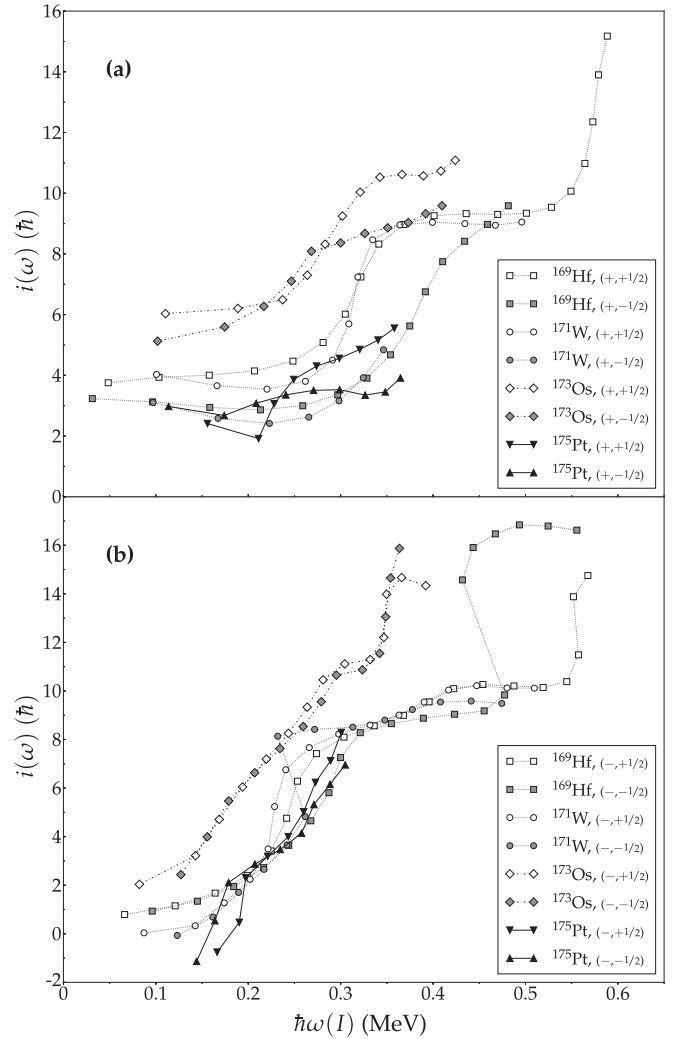 16
14
12
10
8
6
4
2
0
i(ω) (ħ)
(a)
¹⁶⁹Hf, (+,+1/2)
¹⁶⁹Hf, (+,−1/2)
¹⁷¹W, (+,+1/2)
¹⁷¹W, (+,−1/2)
¹⁷³Os, (+,+1/2)
¹⁷³Os, (+,−1/2)
¹⁷⁵Pt, (+,+1/2)
¹⁷⁵Pt, (+,−1/2)
16
14
12
10
8
6
4
2
0
-2
i(ω) (ħ)
(b)
¹⁶⁹Hf, (−,+1/2)
¹⁶⁹Hf, (−,−1/2)
¹⁷¹W, (−,+1/2)
¹⁷¹W, (−,−1/2)
¹⁷³Os, (−,+1/2)
¹⁷³Os, (−,−1/2)
¹⁷⁵Pt, (−,+1/2)
¹⁷⁵Pt, (−,−1/2)
0 0.1 0.2 0.3 0.4 0.5 0.6
ħω(I) (MeV)